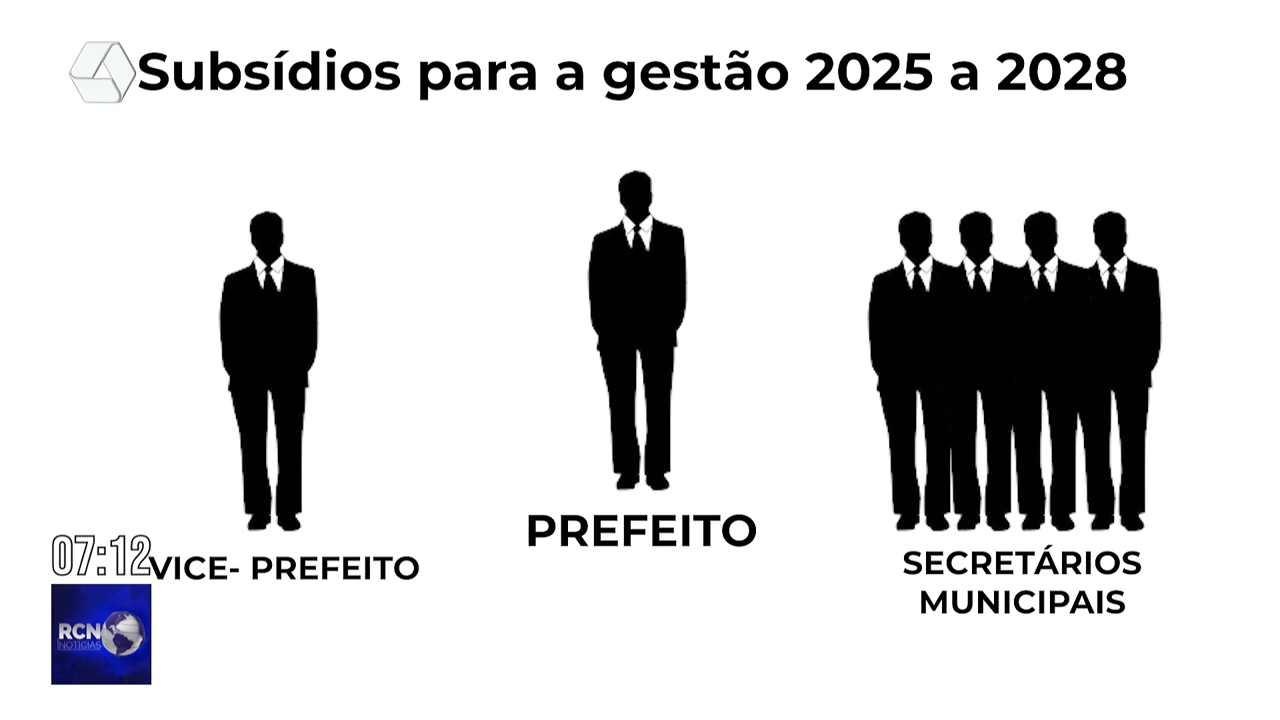 Subsídios para a gestão 2025 a 2028
PREFEITO
VICE- PREFEITO
SECRETÁRIOS
MUNICIPAIS
07:12
RCN
NOTÍCIAS